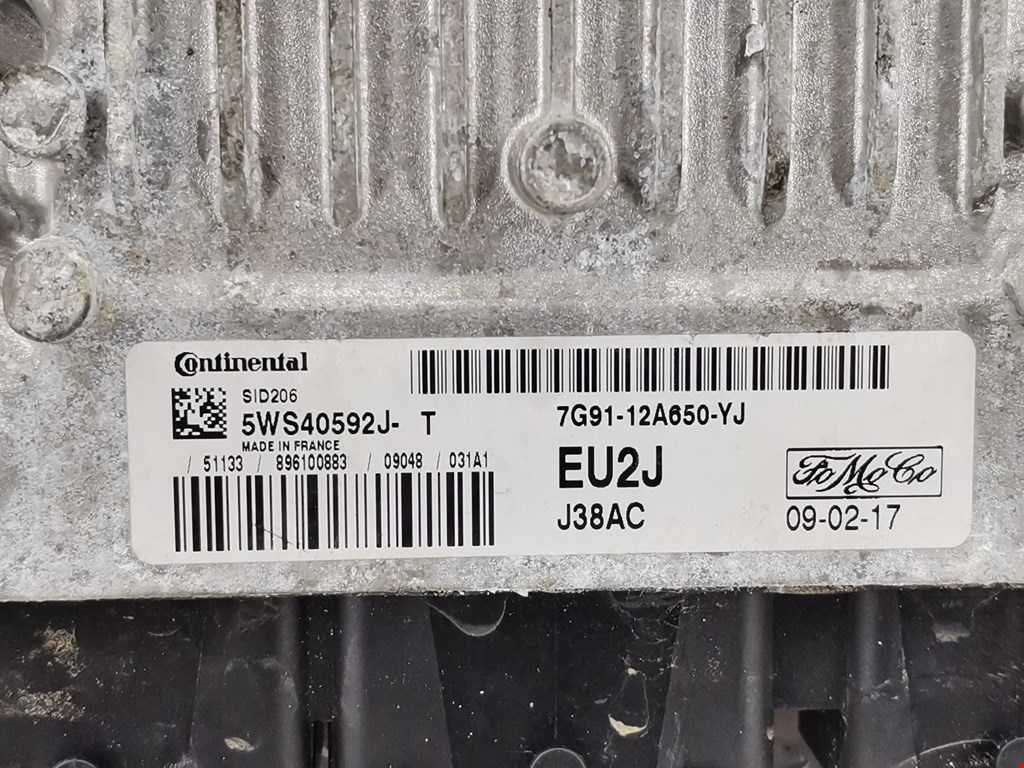 Continental
SID206
5WS40592J- T
MADE IN FRANCE
/ 51133 / 896100883 / 09048 / 031A1
7G91-12A650-YJ
EU2J
J38AC
FoMoCo
09-02-17